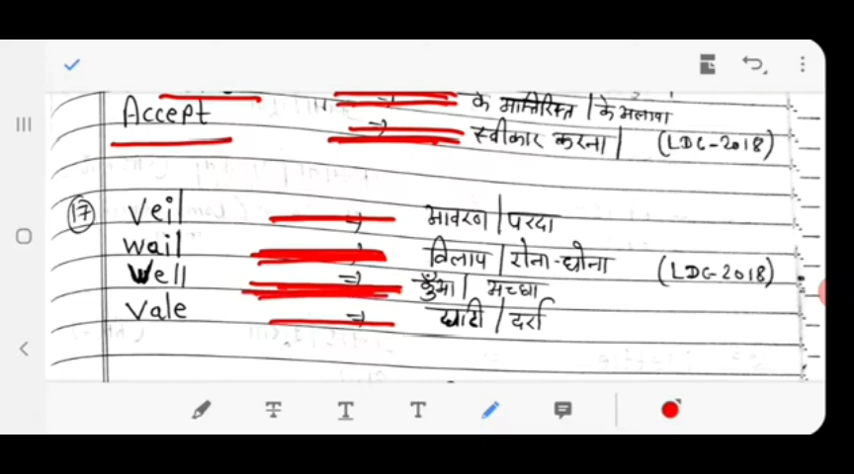 के अतिरिक्त | के अलावा
Accept → स्वीकार करना | (LDC-2018)
17 Veil → आवरण | परदा
Wail → विलाप | रोना-धोना (LDC-2018)
Well → कुँआ | अच्छा
Vale → घाटी | दर्रा